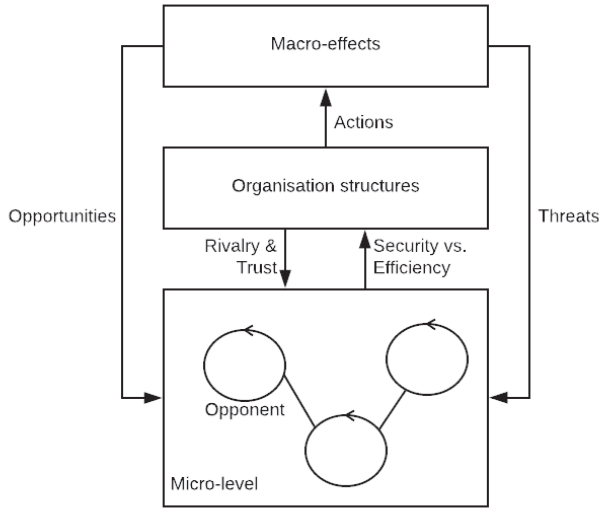 Macro-effects
Actions
Organisation structures
Opportunities
Threats
Rivalry &
Trust
Security vs.
Efficiency
Opponent
Micro-level